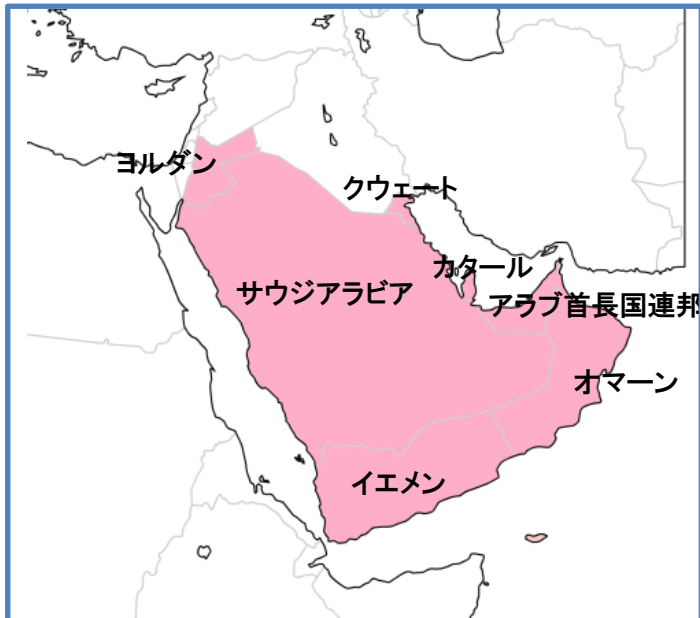 ヨルダン
クウェート
カタール
サウジアラビア
アラブ首長国連邦
オマーン
イエメン